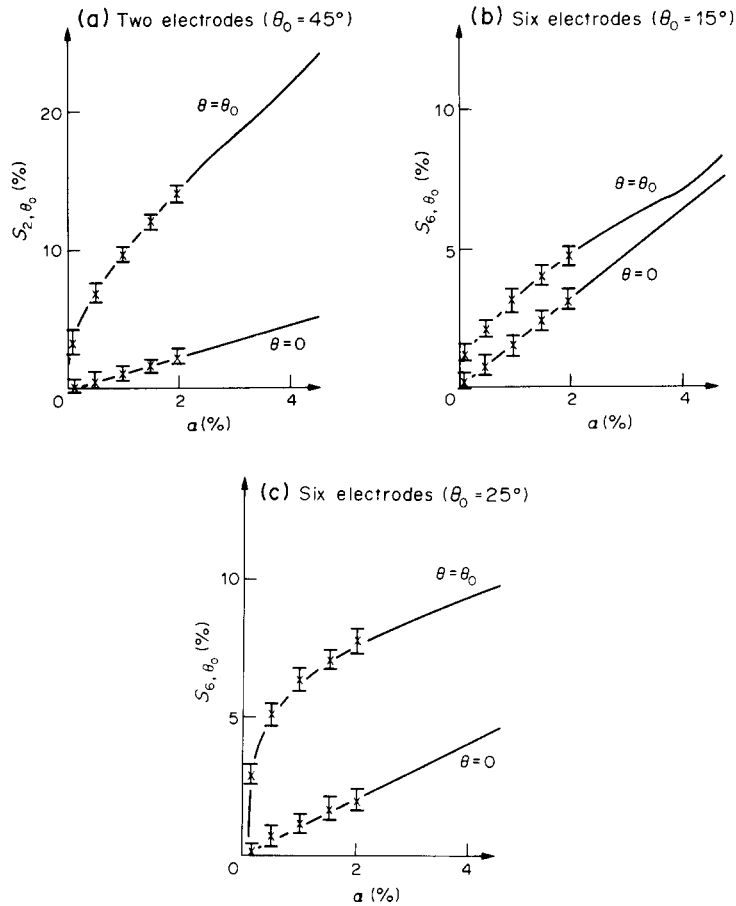 (a) Two electrodes (θ₀ = 45°)
20
10
0
2
4
S₂, θ₀ (%)
α (%)
θ = θ₀
θ = 0
(b) Six electrodes (θ₀ = 15°)
10
5
0
2
4
S₆, θ₀ (%)
α (%)
θ = θ₀
θ = 0
(c) Six electrodes (θ₀ = 25°)
10
5
0
2
4
S₆, θ₀ (%)
α (%)
θ = θ₀
θ = 0